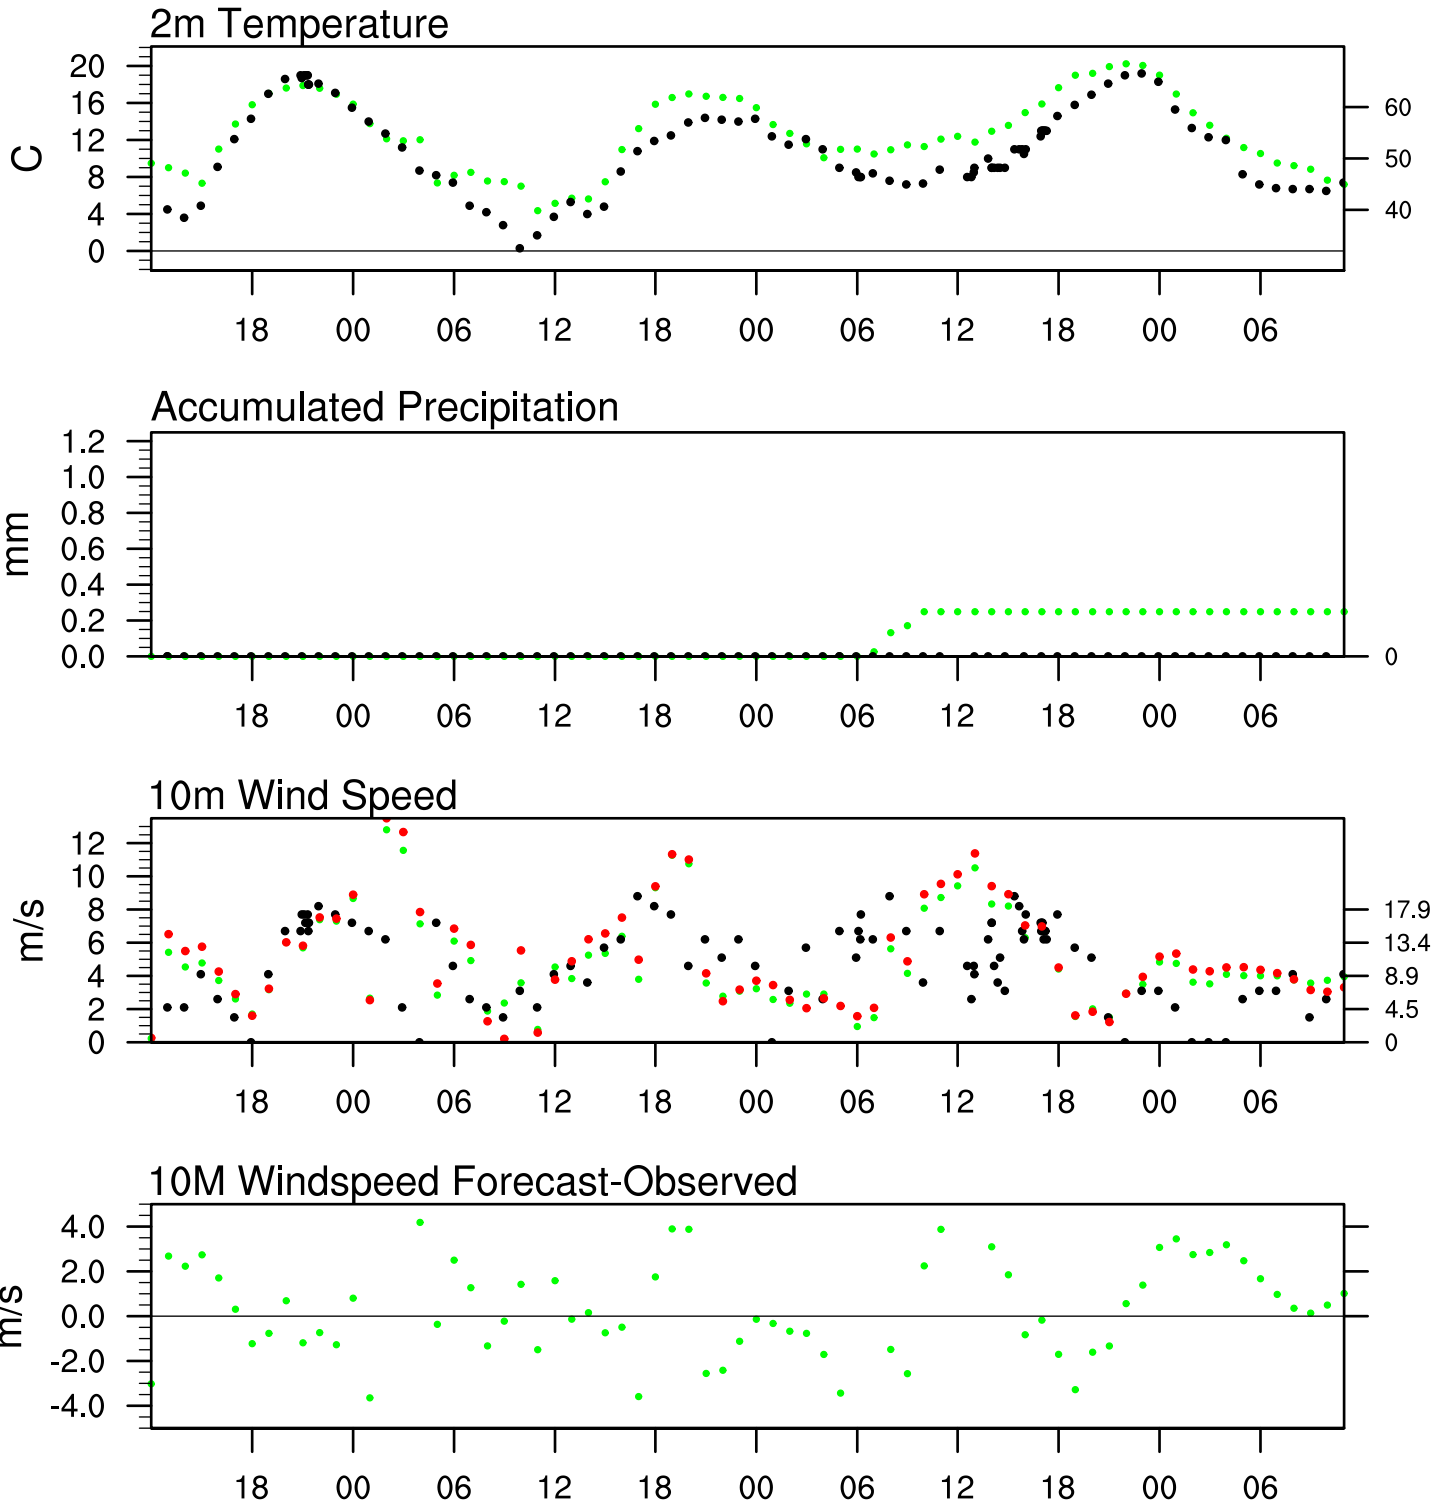 2m Temperature
20
16
12
8
4
0
C
60
50
40
18 00 06 12 18 00 06 12 18 00 06
Accumulated Precipitation
1.2
1.0
0.8
0.6
0.4
0.2
0.0
mm
0
18 00 06 12 18 00 06 12 18 00 06
10m Wind Speed
12
10
8
6
4
2
0
m/s
17.9
13.4
8.9
4.5
0
18 00 06 12 18 00 06 12 18 00 06
10M Windspeed Forecast-Observed
4.0
2.0
0.0
-2.0
-4.0
m/s
18 00 06 12 18 00 06 12 18 00 06